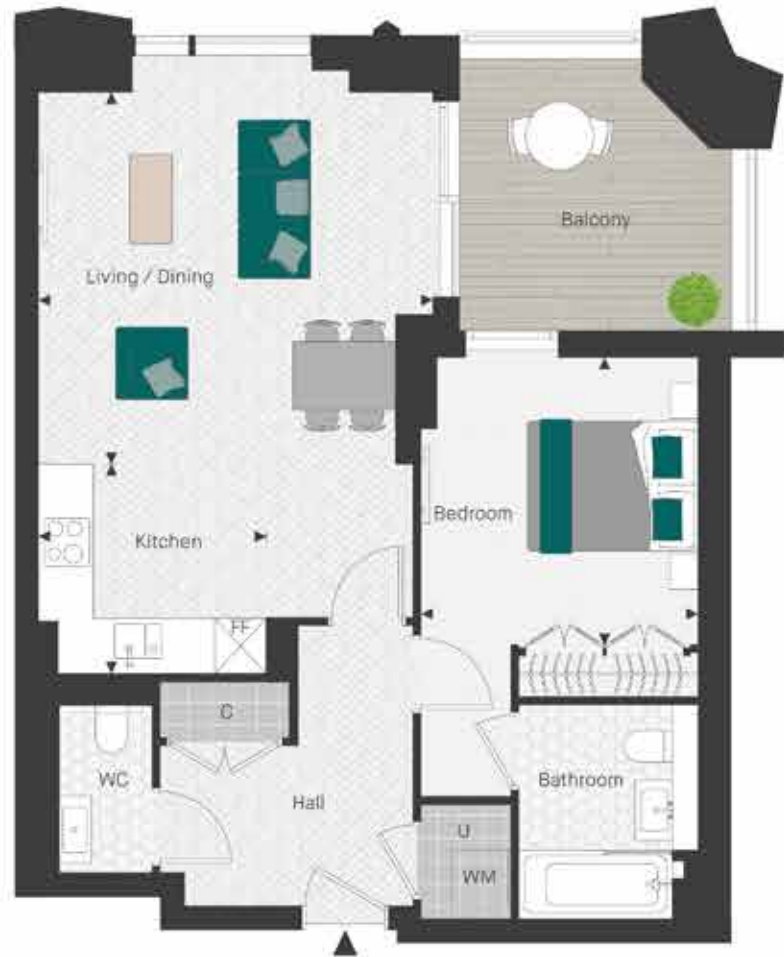 Balcony
Living / Dining
Bedroom
Kitchen
FF
C
WC
Hall
Bathroom
U
WM